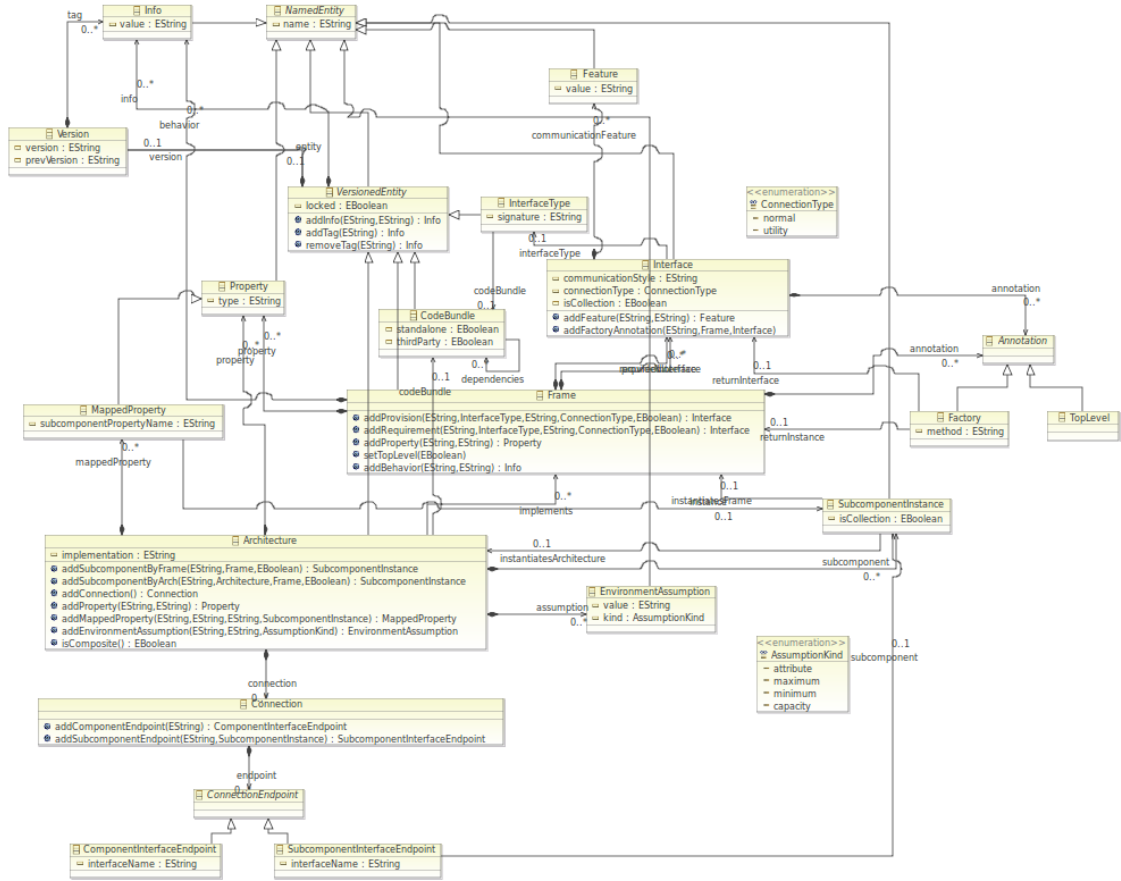 tag
Info
value : EString
0..*
NamedEntity
name : EString
Feature
value : EString
0..*
info
0..*
behavior
0..*
communicationFeature
Version
version : EString
prevVersion : EString
0..1
version
entity
0..1
VersionedEntity
locked : EBoolean
addInfo(EString,EString) : Info
addTag(EString) : Info
removeTag(EString) : Info
InterfaceType
signature : EString
<<enumeration>>
ConnectionType
normal
utility
0..1
interfaceType
Interface
communicationStyle : EString
connectionType : ConnectionType
isCollection : EBoolean
addFeature(EString,EString) : Feature
addFactoryAnnotation(EString,Frame,Interface)
Property
type : EString
codeBundle
0..1
annotation
0..*
CodeBundle
standalone : EBoolean
thirdParty : EBoolean
Annotation
0..*
property
property
0..*
dependencies
0..1
0..*
annotation
0..*
returnInterface
codeBundle
MappedProperty
subcomponentPropertyName : EString
Frame
addProvision(EString,InterfaceType,EString,ConnectionType,EBoolean) : Interface
addRequirement(EString,InterfaceType,EString,ConnectionType,EBoolean) : Interface
addProperty(EString,EString) : Property
setTopLevel(EBoolean)
addBehavior(EString,EString) : Info
Factory
method : EString
TopLevel
returnInstance
0..*
mappedProperty
0..1
instantiatesFrame
instance
0..1
0..*
implements
SubcomponentInstance
isCollection : EBoolean
Architecture
implementation : EString
addSubcomponentByFrame(EString,Frame,EBoolean) : SubcomponentInstance
addSubcomponentByArch(EString,Architecture,Frame,EBoolean) : SubcomponentInstance
addConnection() : Connection
addProperty(EString,EString) : Property
addMappedProperty(EString,EString,EString,SubcomponentInstance) : MappedProperty
addEnvironmentAssumption(EString,EString,AssumptionKind) : EnvironmentAssumption
isComposite() : EBoolean
0..1
instantiatesArchitecture
subcomponent
0..*
assumption
0..*
EnvironmentAssumption
value : EString
kind : AssumptionKind
<<enumeration>>
AssumptionKind
attribute
maximum
minimum
capacity
0..1
subcomponent
connection
Connection
addComponentEndpoint(EString) : ComponentInterfaceEndpoint
addSubcomponentEndpoint(EString,SubcomponentInstance) : SubcomponentInterfaceEndpoint
endpoint
ConnectionEndpoint
ComponentInterfaceEndpoint
interfaceName : EString
SubcomponentInterfaceEndpoint
interfaceName : EString